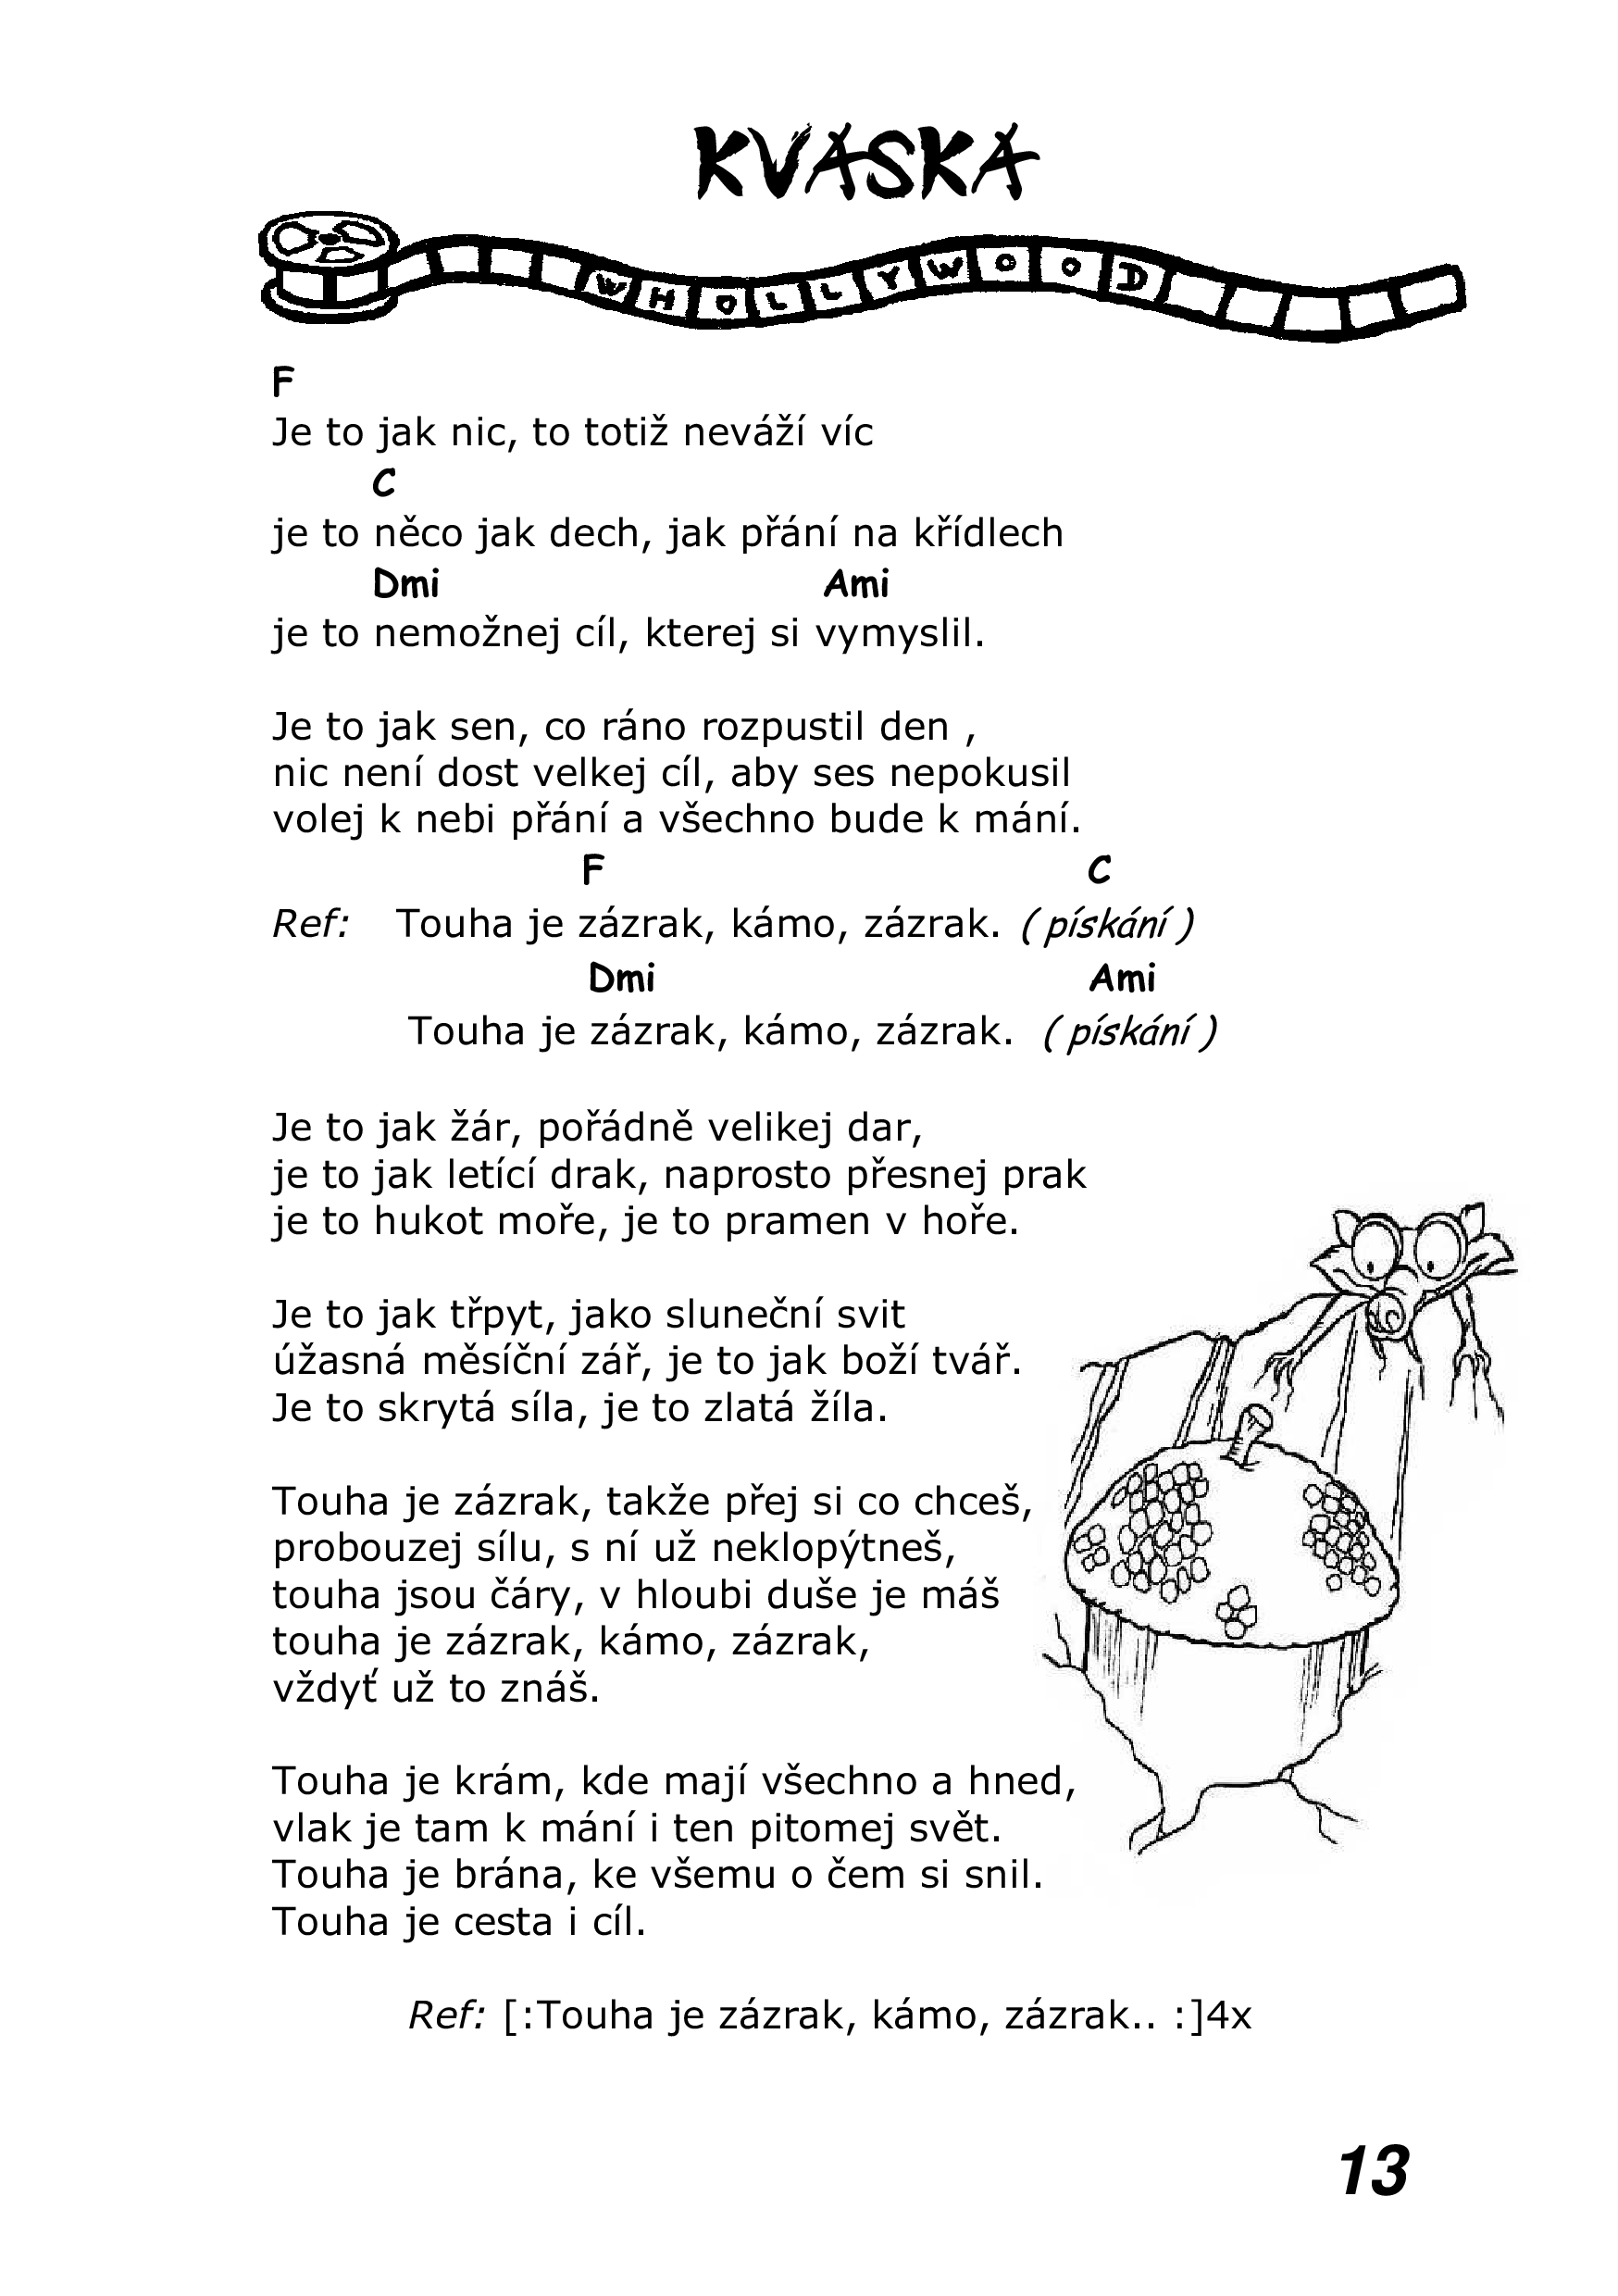 KVASKA
WHOLLYWOOD
F
Je to jak nic, to totiž neváží víc
C
je to něco jak dech, jak přání na křídlech
Dmi Ami
je to nemožnej cíl, kterej si vymyslil.
Je to jak sen, co ráno rozpustil den ,
nic není dost velkej cíl, aby ses nepokusil
volej k nebi přání a všechno bude k mání.
F C
Ref: Touha je zázrak, kámo, zázrak. ( pískání )
Dmi Ami
Touha je zázrak, kámo, zázrak. ( pískání )
Je to jak žár, pořádně velikej dar,
je to jak letící drak, naprosto přesnej prak
je to hukot moře, je to pramen v hoře.
Je to jak třpyt, jako sluneční svit
úžasná měsíční zář, je to jak boží tvář.
Je to skrytá síla, je to zlatá žíla.
Touha je zázrak, takže přej si co chceš,
probouzej sílu, s ní už neklopýtneš,
touha jsou čáry, v hloubi duše je máš
touha je zázrak, kámo, zázrak,
vždyť už to znáš.
Touha je krám, kde mají všechno a hned,
vlak je tam k mání i ten pitomej svět.
Touha je brána, ke všemu o čem si snil.
Touha je cesta i cíl.
Ref: [:Touha je zázrak, kámo, zázrak.. :]4x
13